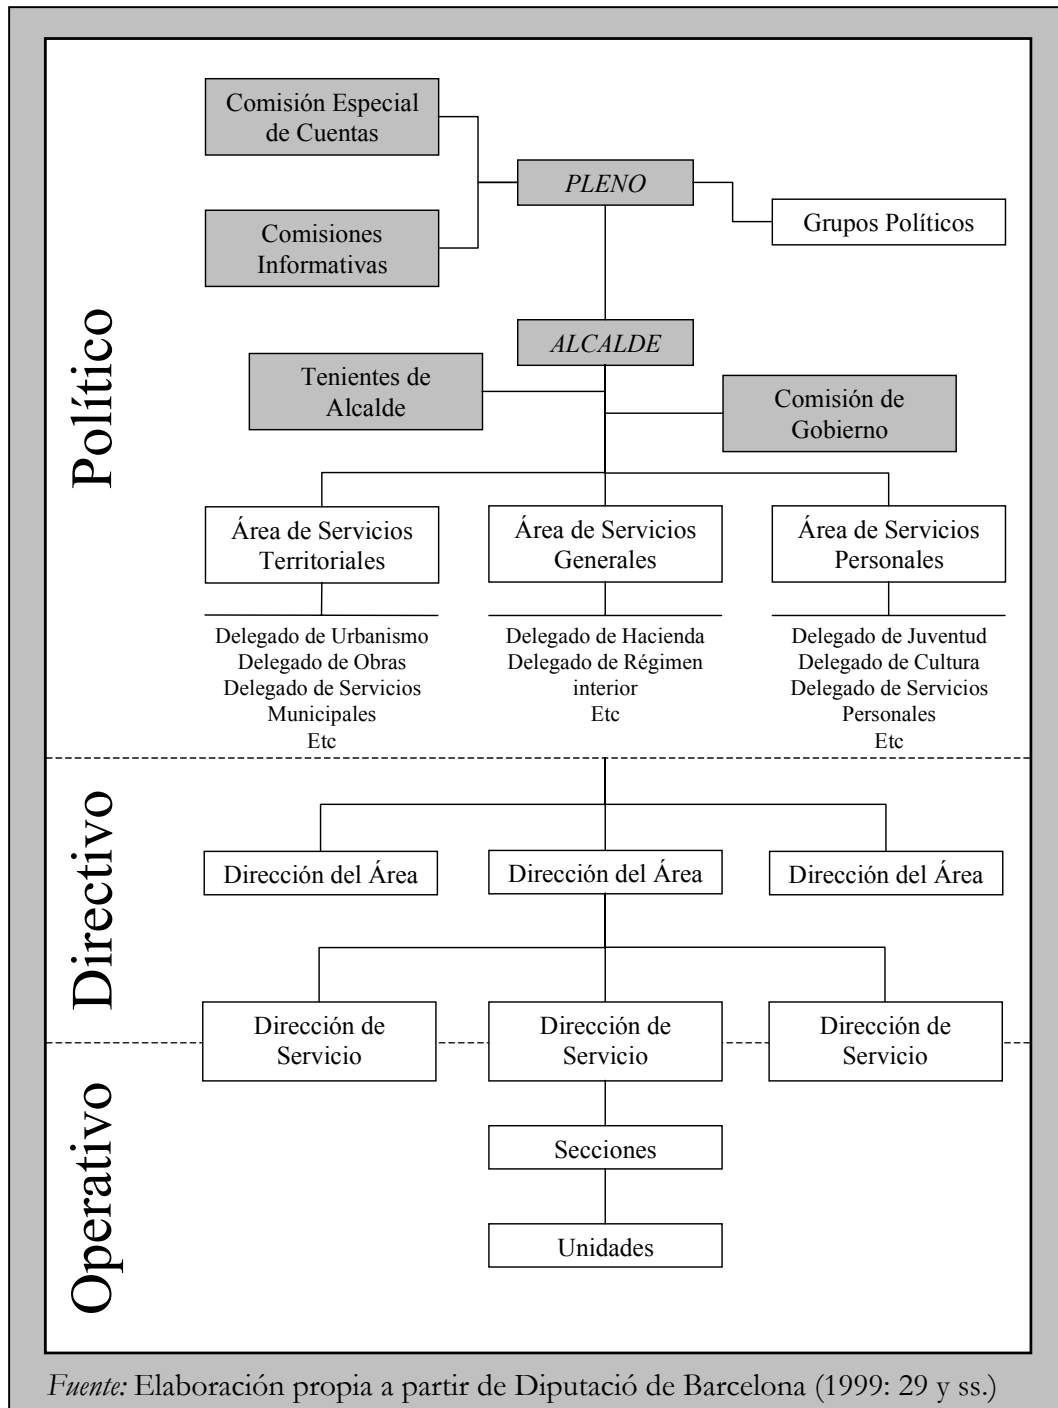 Político
Comisión Especial
de Cuentas
PLENO
Grupos Políticos
Comisiones
Informativas
ALCALDE
Tenientes de
Alcalde
Comisión de
Gobierno
Área de Servicios
Territoriales
Área de Servicios
Generales
Área de Servicios
Personales
Delegado de Urbanismo
Delegado de Obras
Delegado de Servicios
Municipales
Etc
Delegado de Hacienda
Delegado de Régimen
interior
Etc
Delegado de Juventud
Delegado de Cultura
Delegado de Servicios
Personales
Etc
Directivo
Dirección del Área
Dirección del Área
Dirección del Área
Dirección de
Servicio
Dirección de
Servicio
Dirección de
Servicio
Operativo
Secciones
Unidades
Fuente: Elaboración propia a partir de Diputació de Barcelona (1999: 29 y ss.)